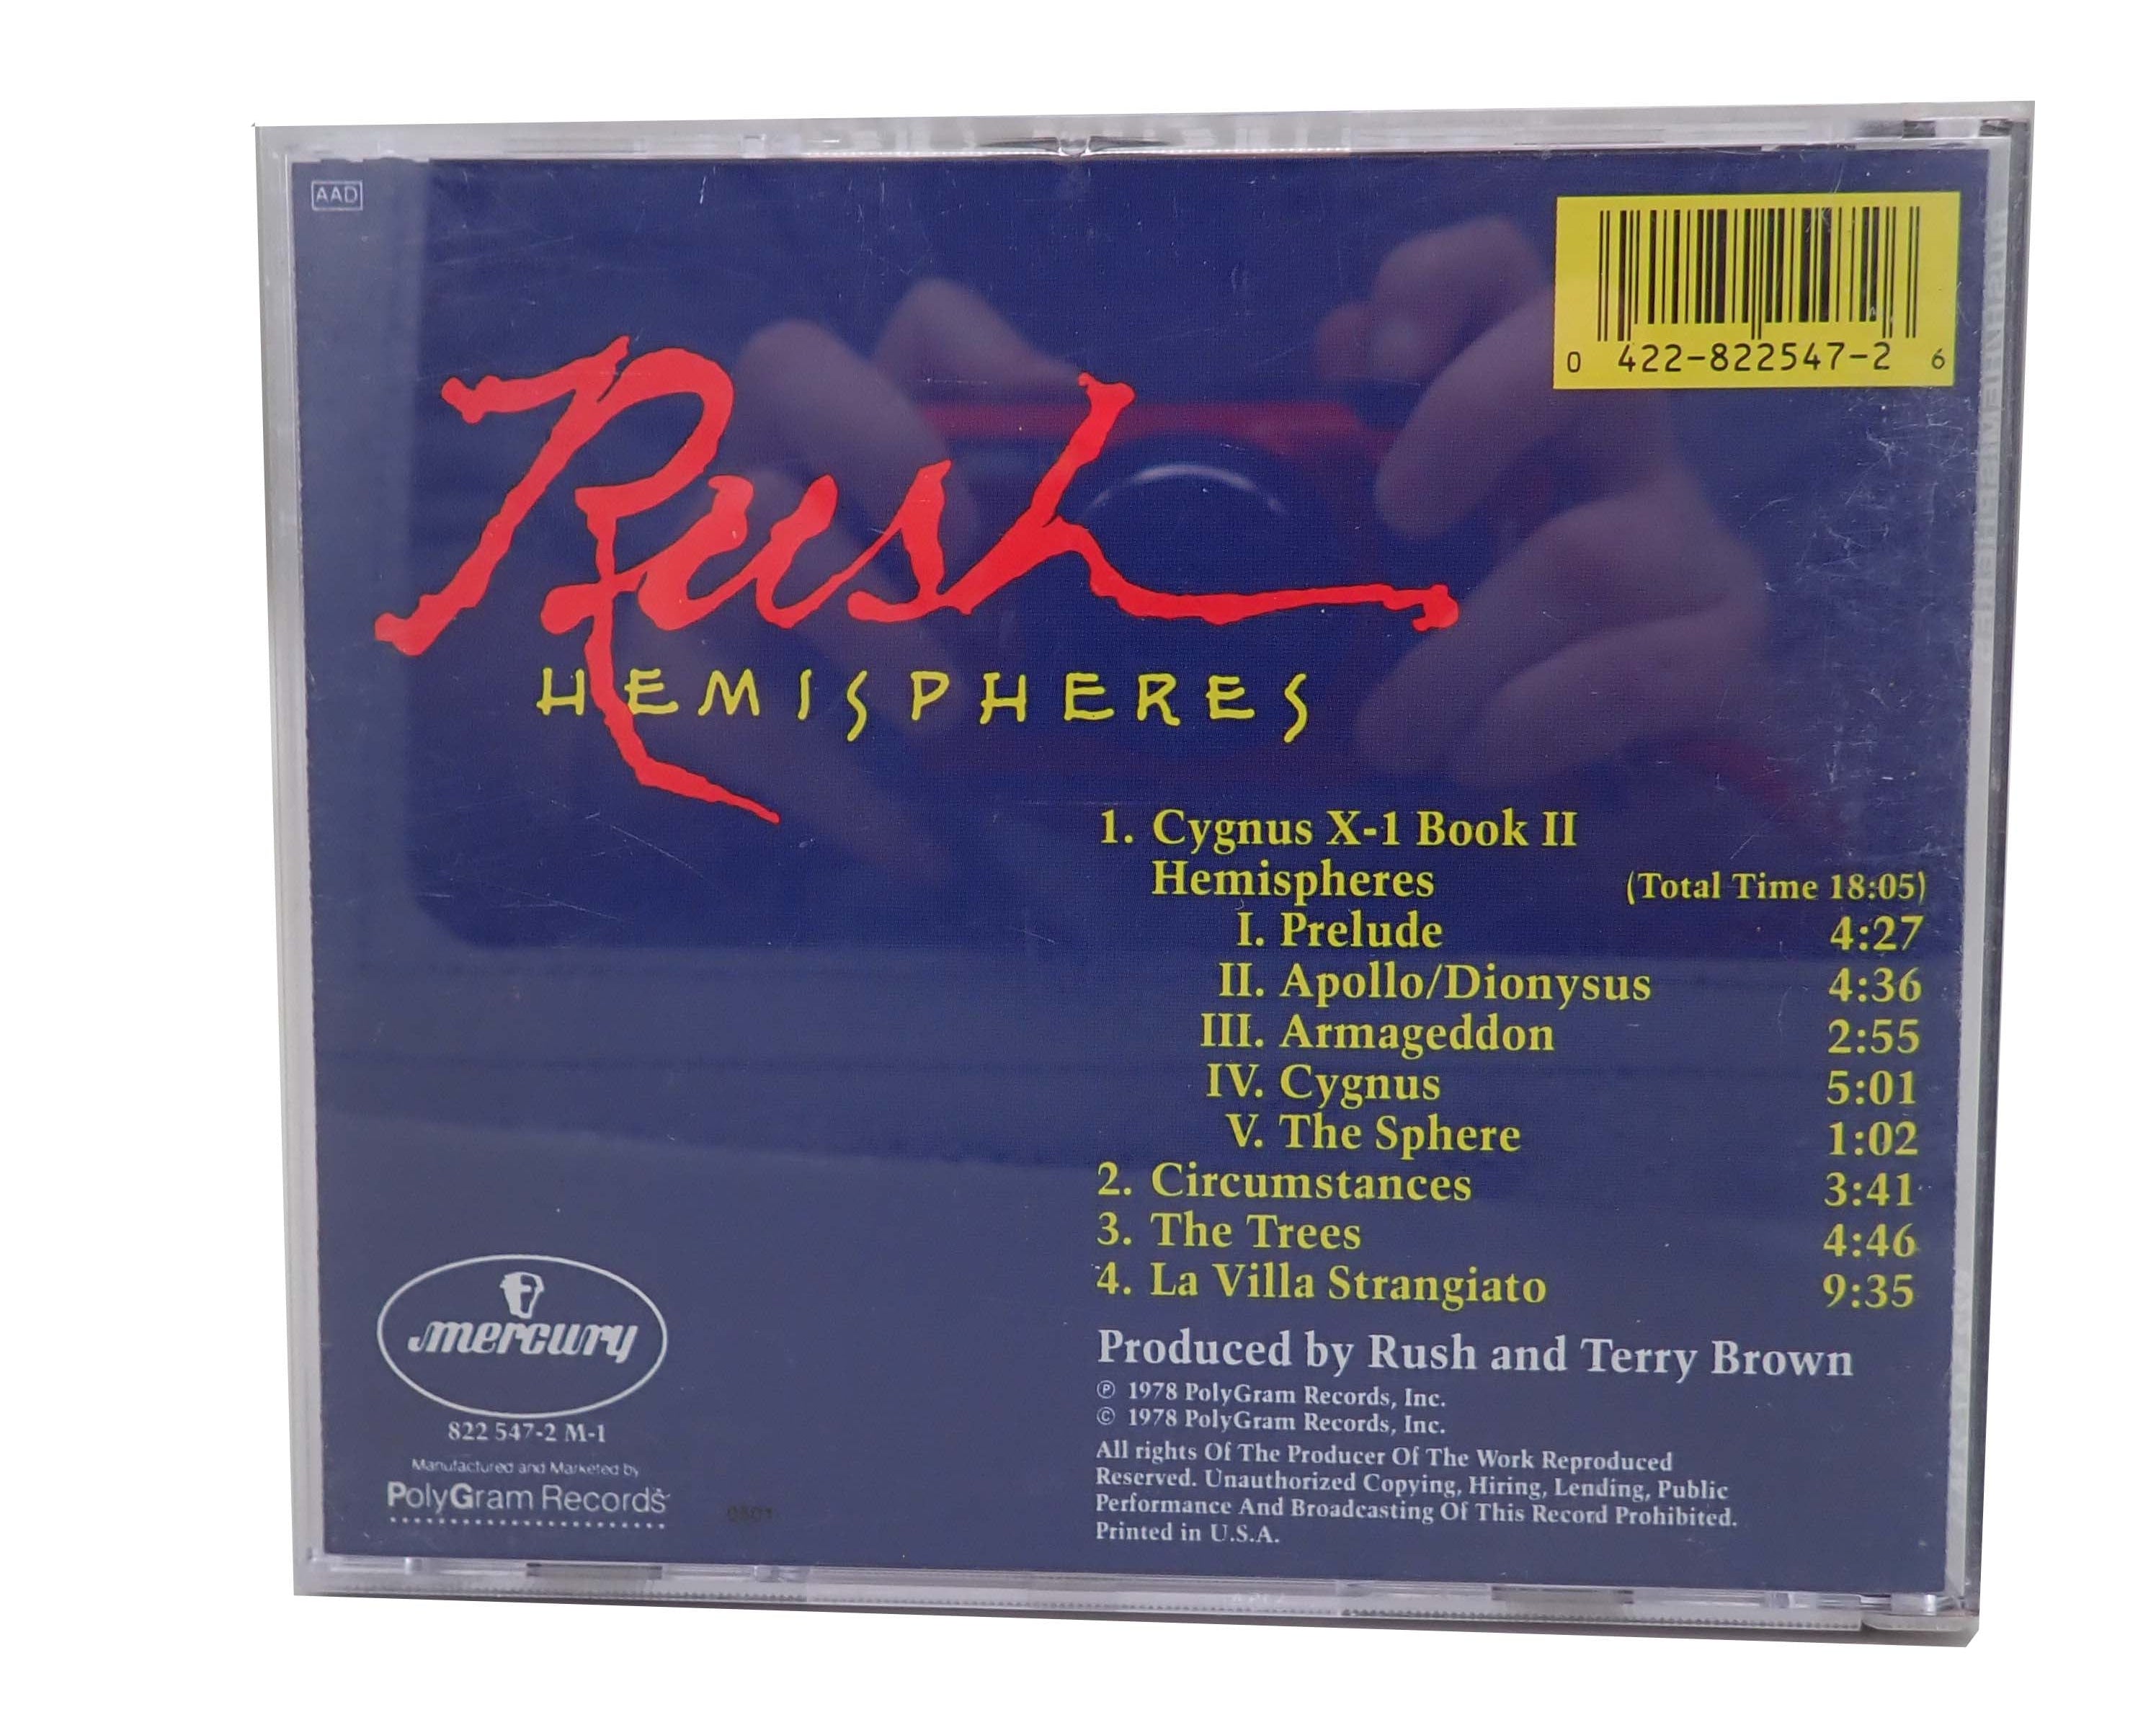 AAD
0 422-822547-2 6
Rush
HEMISPHERES
1. Cygnus X-1 Book II
Hemispheres (Total Time 18:05)
I. Prelude 4:27
II. Apollo/Dionysus 4:36
III. Armageddon 2:55
IV. Cygnus 5:01
V. The Sphere 1:02
2. Circumstances 3:41
3. The Trees 4:46
4. La Villa Strangiato 9:35
Produced by Rush and Terry Brown
℗ 1978 PolyGram Records, Inc.
© 1978 PolyGram Records, Inc.
All rights Of The Producer Of The Work Reproduced
Reserved. Unauthorized Copying, Hiring, Lending, Public
Performance And Broadcasting Of This Record Prohibited.
Printed in U.S.A.
mercury
822 547-2 M-1
Manufactured and Marketed by
PolyGram Records